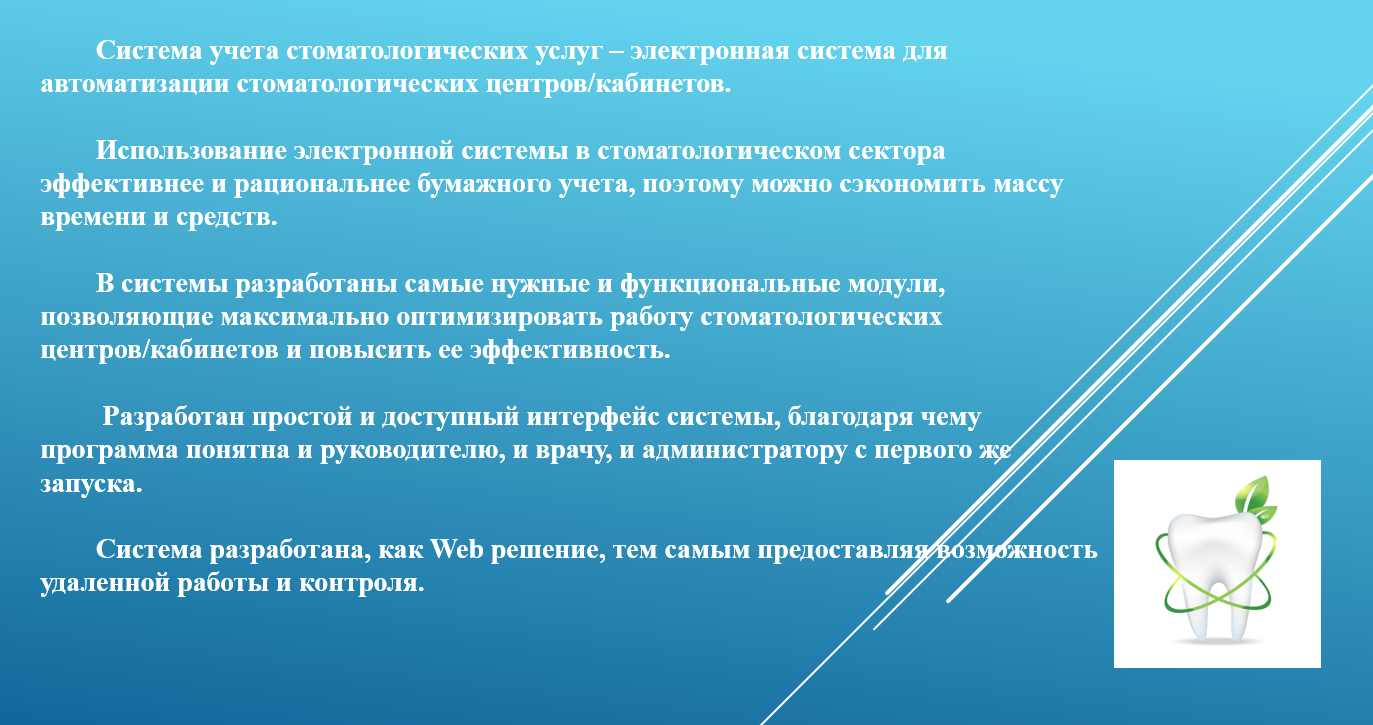 Система учета стоматологических услуг – электронная система для
автоматизации стоматологических центров/кабинетов.
Использование электронной системы в стоматологическом сектора
эффективнее и рациональнее бумажного учета, поэтому можно сэкономить массу
времени и средств.
В системы разработаны самые нужные и функциональные модули,
позволяющие максимально оптимизировать работу стоматологических
центров/кабинетов и повысить ее эффективность.
Разработан простой и доступный интерфейс системы, благодаря чему
программа понятна и руководителю, и врачу, и администратору с первого же
запуска.
Система разработана, как Web решение, тем самым предоставляя возможность
удаленной работы и контроля.